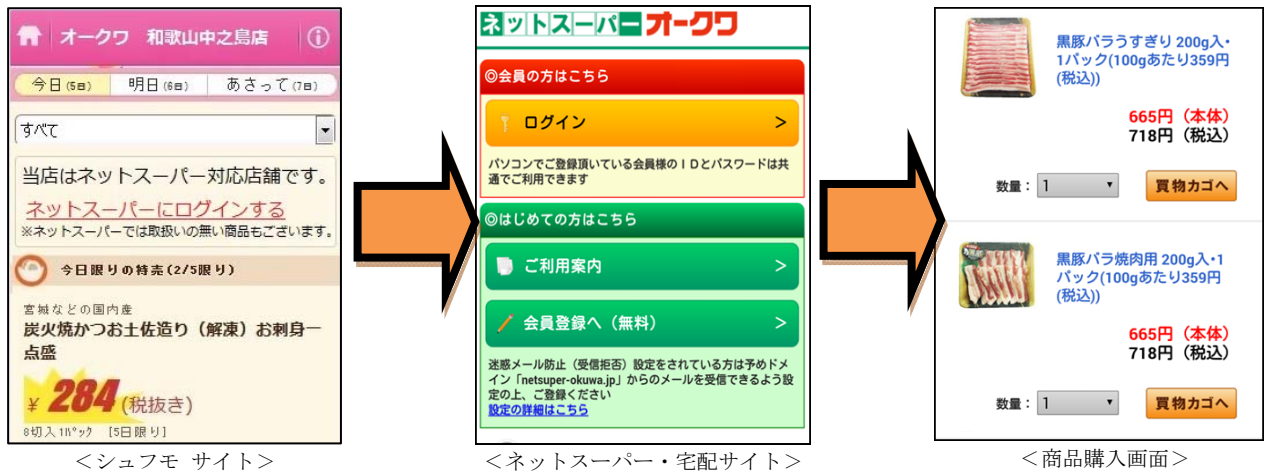 オークワ 和歌山中之島店
今日(5日) 明日(6日) あさって(7日)
すべて
当店はネットスーパー対応店舗です。
ネットスーパーにログインする
※ネットスーパーでは取扱いの無い商品もございます。
今日限りの特売(2/5限り)
宮城などの国内産
炭火焼かつお土佐造り（解凍）お刺身一
点盛
¥284(税抜き)
8切入1ﾊﾟｯｸ [5日限り]
＜シュフモ サイト＞
ネットスーパーオークワ
◎会員の方はこちら
ログイン >
パソコンでご登録頂いている会員様のＩＤとパスワードは共
通でご利用できます
◎はじめての方はこちら
ご利用案内 >
会員登録へ（無料） >
迷惑メール防止（受信拒否）設定をされている方は予めドメ
イン「netsuper-okuwa.jp」からのメールを受信できるよう設
定の上、ご登録ください
設定の詳細はこちら
＜ネットスーパー・宅配サイト＞
黒豚バラうすぎり 200g入・
1パック(100gあたり359円
(税込))
665円（本体）
718円（税込）
数量： 1 買物カゴへ
黒豚バラ焼肉用 200g入・1
パック(100gあたり359円
(税込))
665円（本体）
718円（税込）
数量： 1 買物カゴへ
＜商品購入画面＞